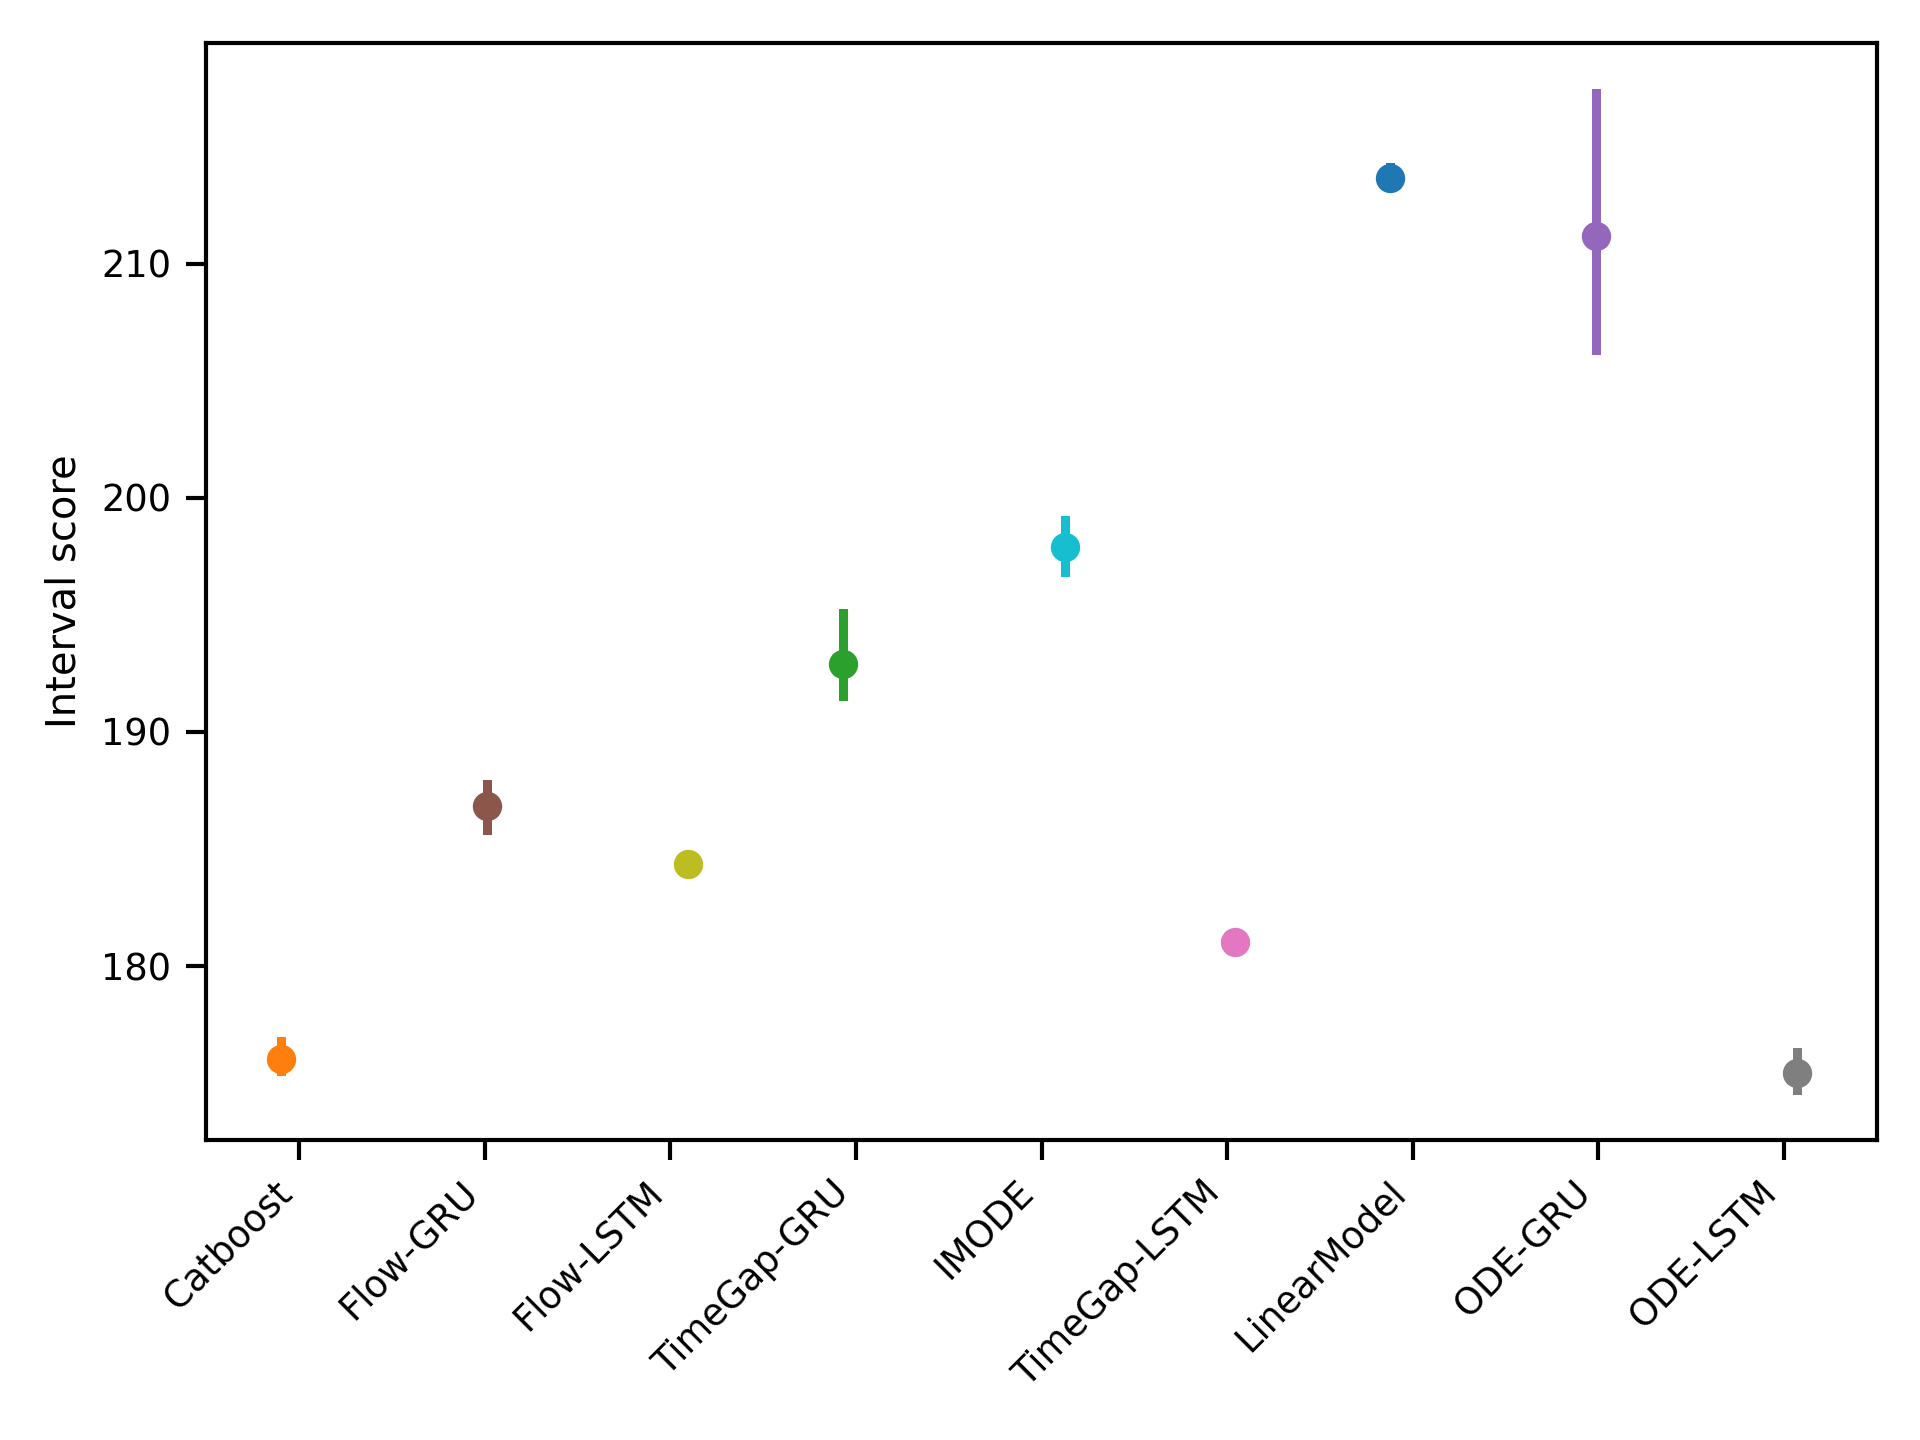 Interval score
210
200
190
180
Catboost
Flow-GRU
Flow-LSTM
TimeGap-GRU
IMODE
TimeGap-LSTM
LinearModel
ODE-GRU
ODE-LSTM